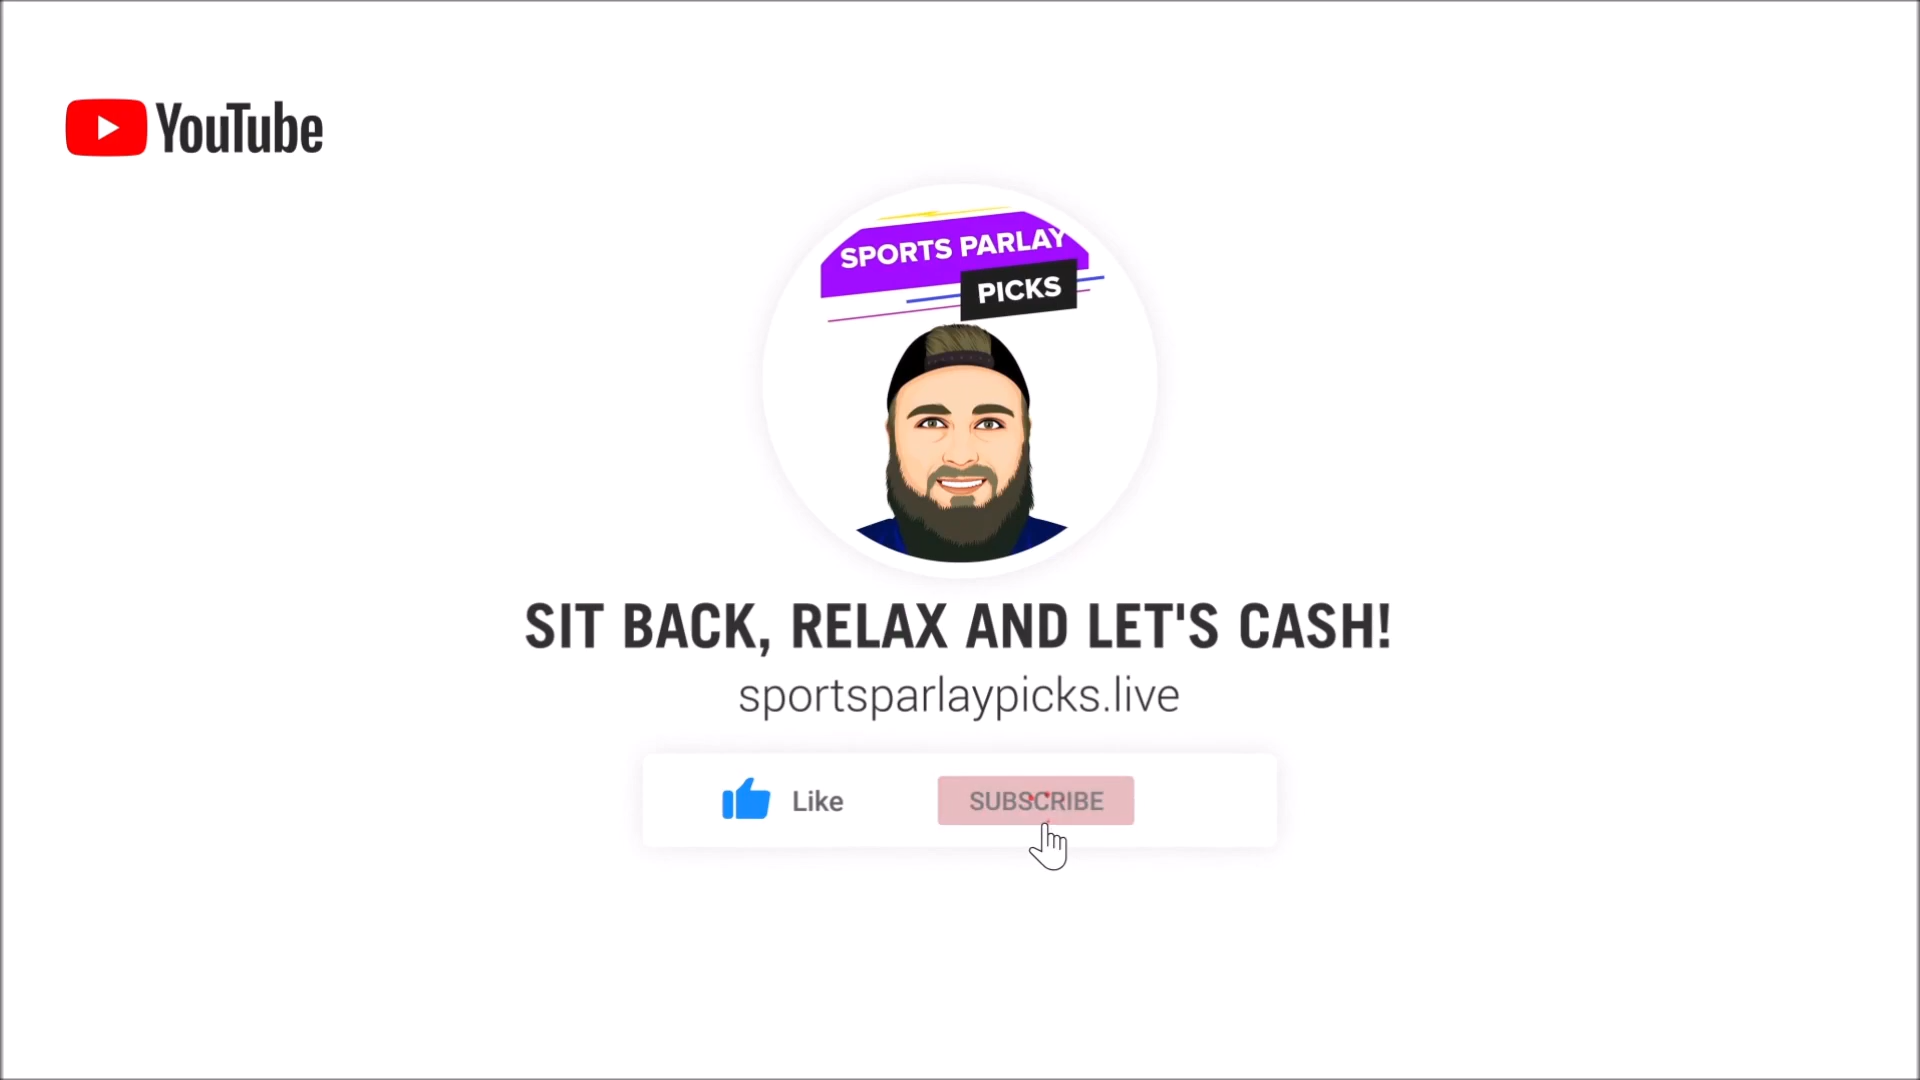 YouTube
SPORTS PARLAY
PICKS
SIT BACK, RELAX AND LET'S CASH!
sportsparlaypicks.live
Like
SUBSCRIBE